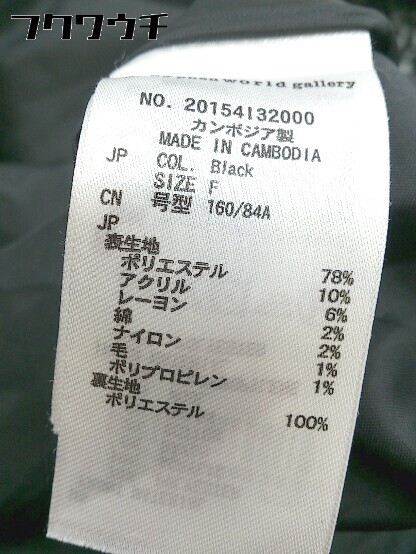 フクウクウチ
world gallery
NO. 20154132000
カンボジア製
MADE IN CAMBODIA
JP COL. Black
SIZE F
CN 号型 160/84A
JP
表生地
ポリエステル 78%
アクリル 10%
レーヨン 6%
綿 2%
ナイロン 2%
毛 1%
ポリプロピレン 1%
裏生地
ポリエステル 100%